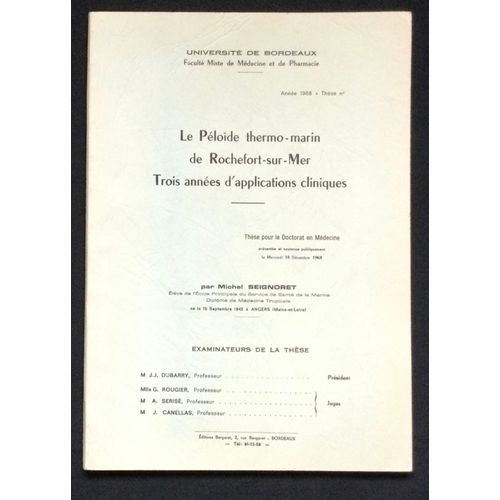 UNIVERSITÉ DE BORDEAUX
Faculté Mixte de Médecine et de Pharmacie
Année 1968 - Thèse n°
Le Péloïde thermo-marin
de Rochefort-sur-Mer
Trois années d'applications cliniques
Thèse pour le Doctorat en Médecine
présentée et soutenue publiquement
le Mercredi 18 Décembre 1968
par Michel SEIGNORET
Élève de l'École Principale du Service de Santé de la Marine
Diplômé de Médecine Tropicale
né le 15 Septembre 1942 à ANGERS (Maine-et-Loire)
EXAMINATEURS DE LA THÈSE
M J.J. DUBARRY, Professeur . . . . . . . . . . . . . . . . . Président
Mlle G. ROUGIER, Professeur . . . . . . . . . . . . . . . . .
M A. SERISÉ, Professeur . . . . . . . . . . . . . . . . . Juges
M J. CANELLAS, Professeur . . . . . . . . . . . . . . . . .
Éditions Bergeret, 3, rue Bergeret - BORDEAUX